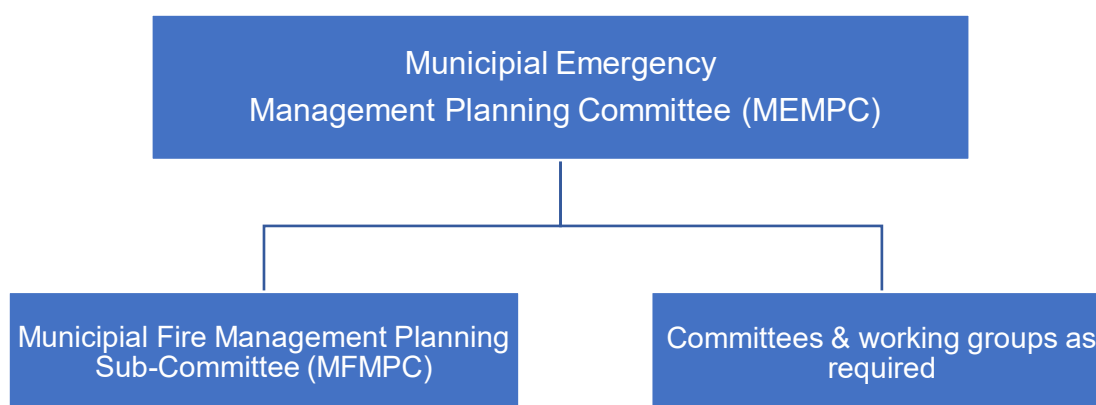 Municipial Emergency
Management Planning Committee (MEMPC)
Municipial Fire Management Planning
Sub-Committee (MFMPC)
Committees & working groups as
required